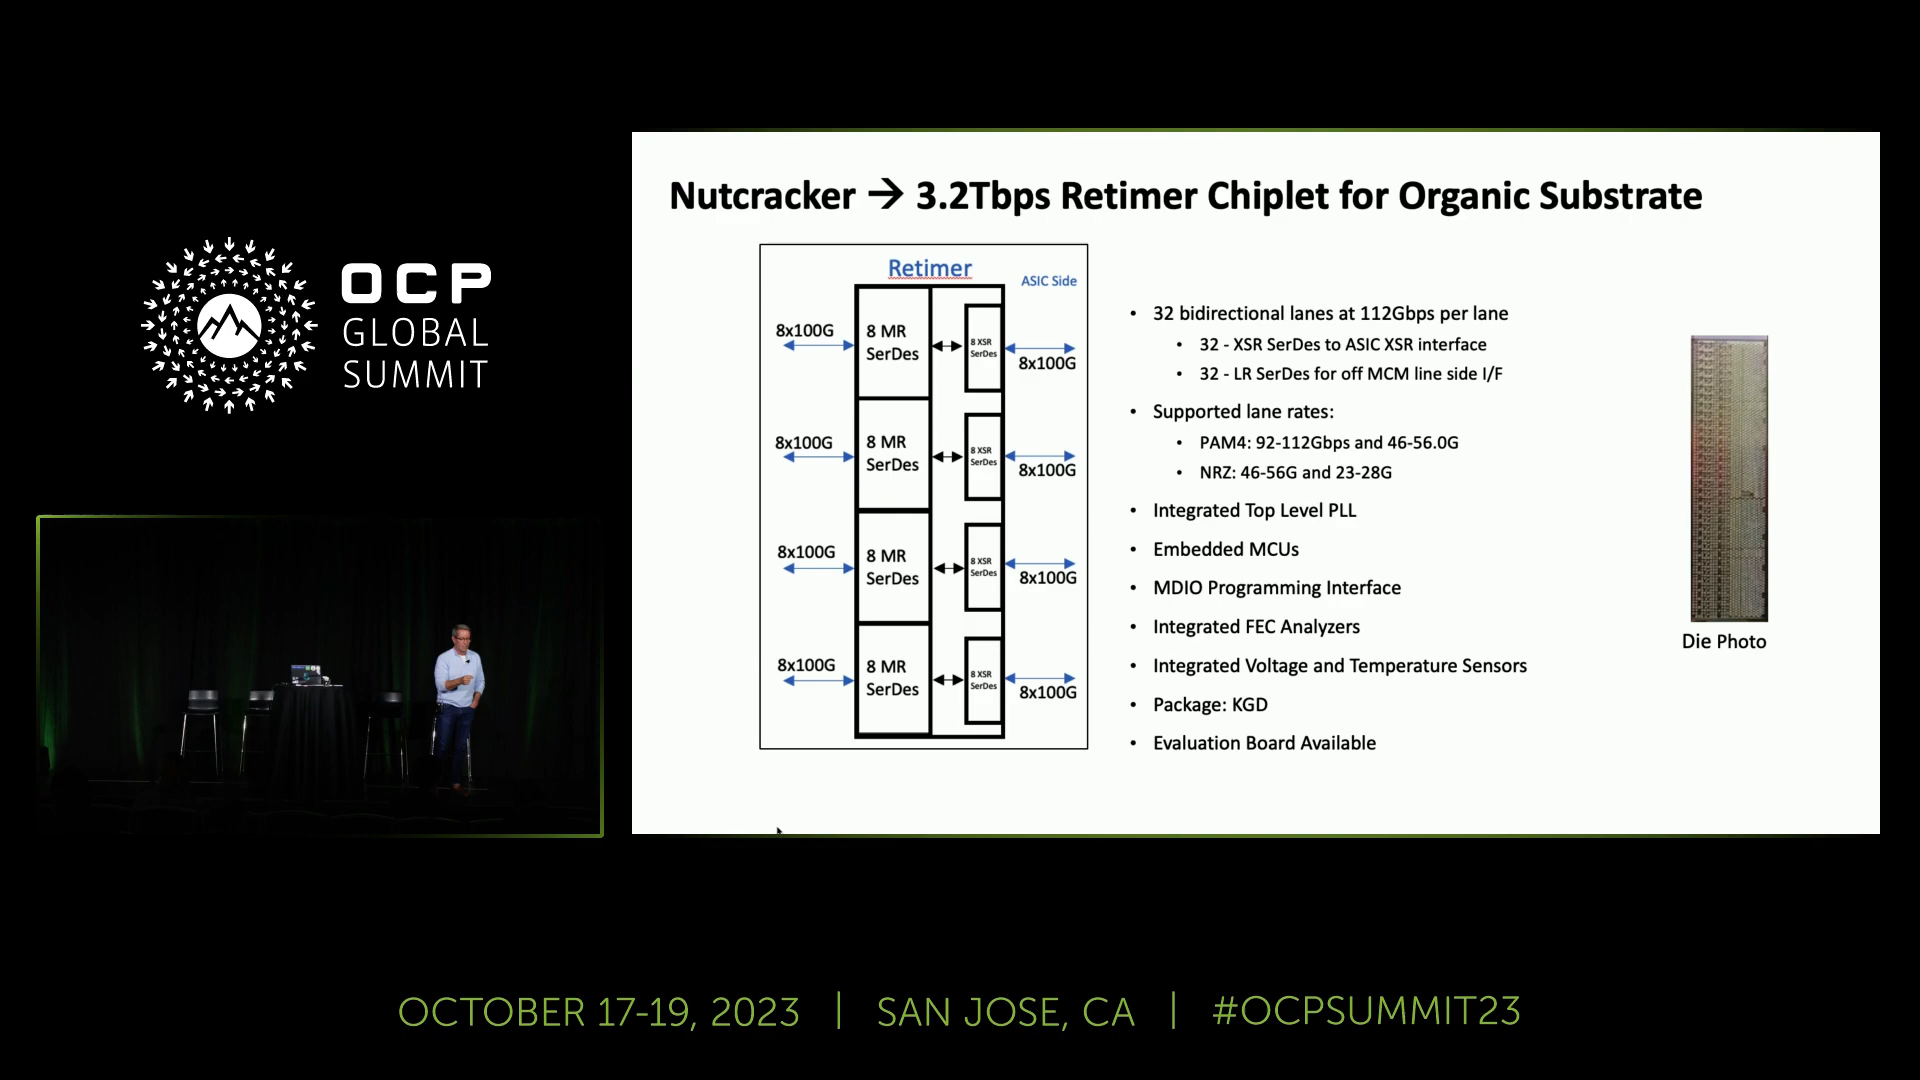 OCP
GLOBAL
SUMMIT
Nutcracker → 3.2Tbps Retimer Chiplet for Organic Substrate
Retimer
ASIC Side
8x100G
8 MR
SerDes
8 XSR
SerDes
8x100G
8x100G
8 MR
SerDes
8 XSR
SerDes
8x100G
8x100G
8 MR
SerDes
8 XSR
SerDes
8x100G
8x100G
8 MR
SerDes
8 XSR
SerDes
8x100G
• 32 bidirectional lanes at 112Gbps per lane
• 32 - XSR SerDes to ASIC XSR interface
• 32 - LR SerDes for off MCM line side I/F
• Supported lane rates:
• PAM4: 92-112Gbps and 46-56.0G
• NRZ: 46-56G and 23-28G
• Integrated Top Level PLL
• Embedded MCUs
• MDIO Programming Interface
• Integrated FEC Analyzers
• Integrated Voltage and Temperature Sensors
• Package: KGD
• Evaluation Board Available
Die Photo
OCTOBER 17-19, 2023 | SAN JOSE, CA | #OCPSUMMIT23